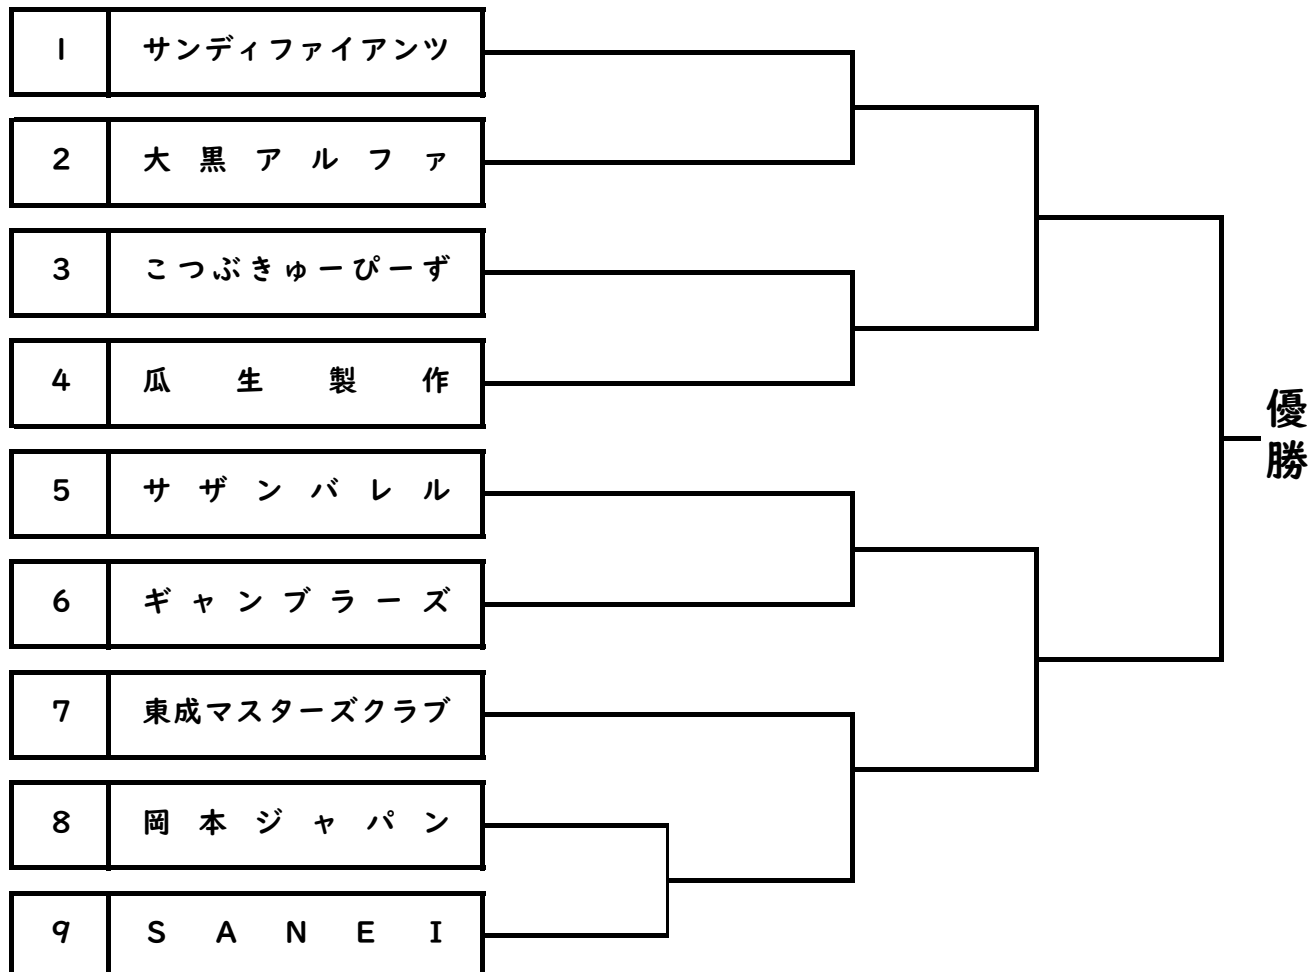 1 サンディファイアンツ
2 大黒アルファ
3 こつぶきゅーぴーず
4 瓜生製作
5 サザンバレル
6 ギャンブラーズ
7 東成マスターズクラブ
8 岡本ジャパン
9 SANEI
優勝